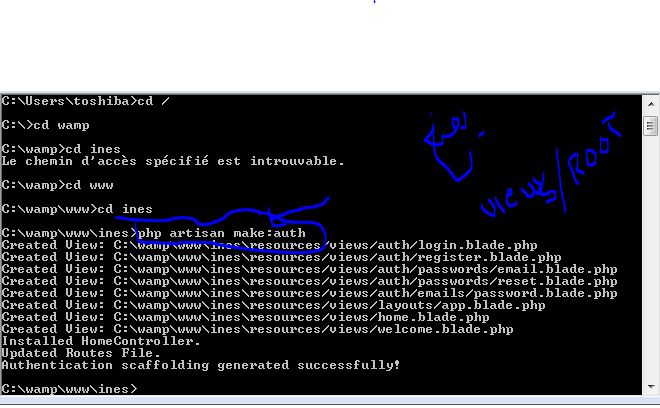 C:\Users\toshiba>cd /
C:\>cd wamp
C:\wamp>cd ines
Le chemin d'accès spécifié est introuvable.
C:\wamp>cd www
C:\wamp\www>cd ines
C:\wamp\www\ines>php artisan make:auth
Created View: C:\wamp\www\ines\resources/views/auth/login.blade.php
Created View: C:\wamp\www\ines\resources/views/auth/register.blade.php
Created View: C:\wamp\www\ines\resources/views/auth/passwords/email.blade.php
Created View: C:\wamp\www\ines\resources/views/auth/passwords/reset.blade.php
Created View: C:\wamp\www\ines\resources/views/auth/emails/password.blade.php
Created View: C:\wamp\www\ines\resources/views/layouts/app.blade.php
Created View: C:\wamp\www\ines\resources/views/home.blade.php
Created View: C:\wamp\www\ines\resources/views/welcome.blade.php
Installed HomeController.
Updated Routes File.
Authentication scaffolding generated successfully!
C:\wamp\www\ines>
views/ROOT